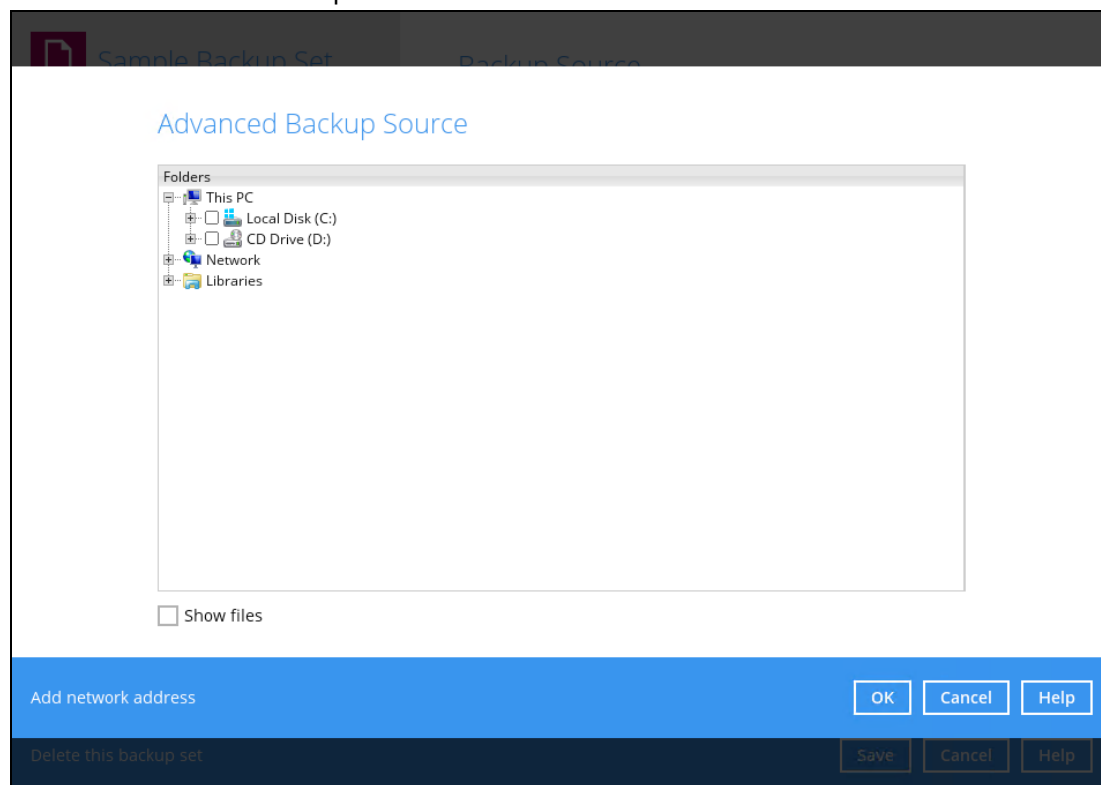 Sample Backup Set
Backup Source
Advanced Backup Source
Folders
This PC
Local Disk (C:)
CD Drive (D:)
Network
Libraries
Show files
Add network address
OK Cancel Help
Delete this backup set
Save Cancel Help